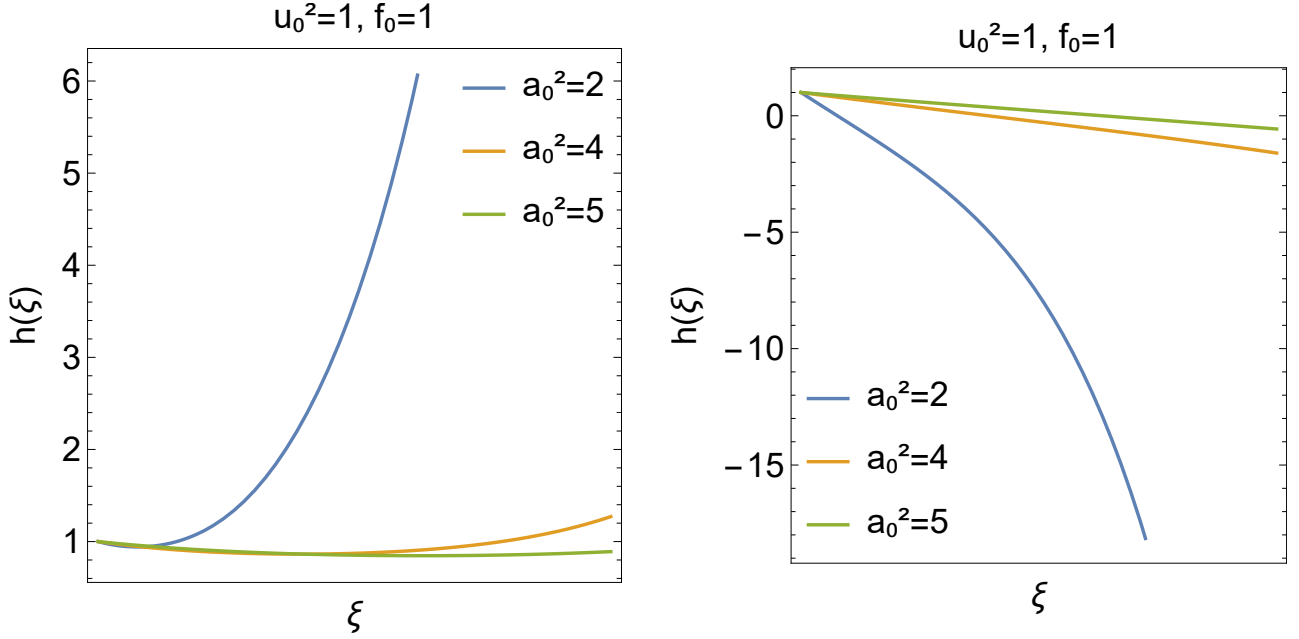 u₀²=1, f₀=1
6
5
4
3
2
1
h(ξ)
a₀²=2
a₀²=4
a₀²=5
ξ
u₀²=1, f₀=1
0
−5
−10
−15
h(ξ)
a₀²=2
a₀²=4
a₀²=5
ξ